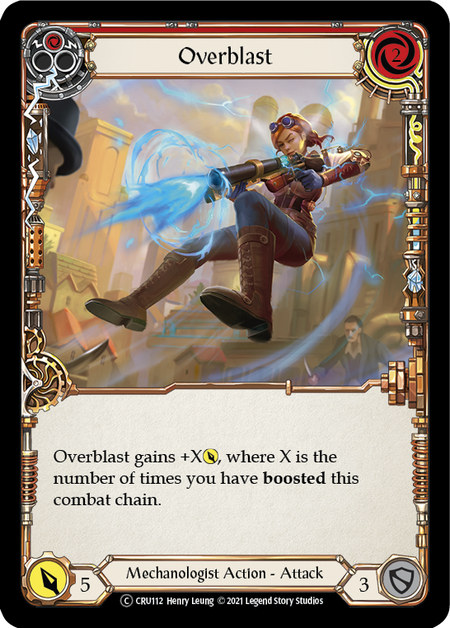 Overblast
2
Overblast gains +X, where X is the
number of times you have boosted this
combat chain.
5
Mechanologist Action - Attack
3
C CRU112 Henry Leung © 2021 Legend Story Studios